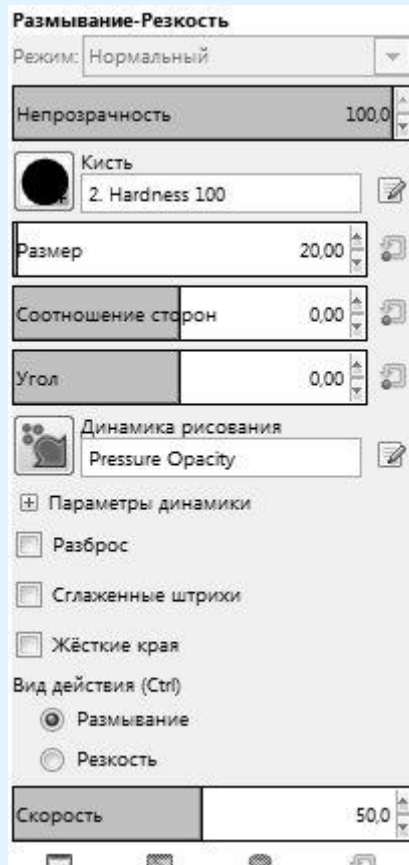 Размывание-Резкость
Режим: Нормальный
Непрозрачность 100,0
Кисть
2. Hardness 100
Размер 20,00
Соотношение сторон 0,00
Угол 0,00
Динамика рисования
Pressure Opacity
Параметры динамики
Разброс
Сглаженные штрихи
Жёсткие края
Вид действия (Ctrl)
Размывание
Резкость
Скорость 50,0